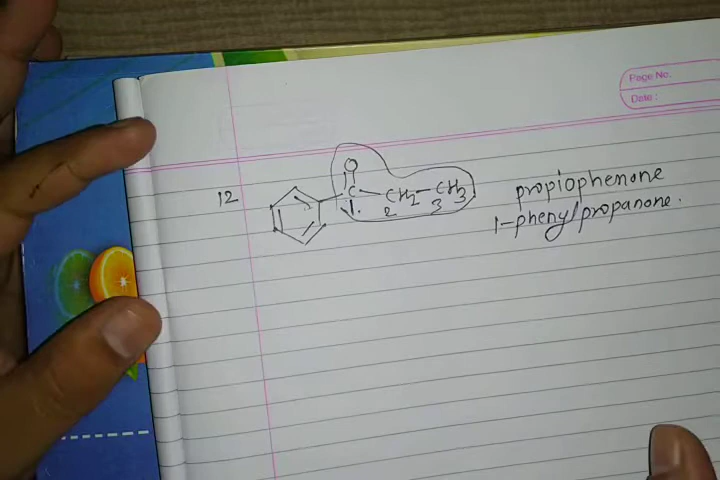 Page No.
Date :
12
O
C — CH2 — CH3
1. 2 3
propiophenone
1-phenylpropanone.